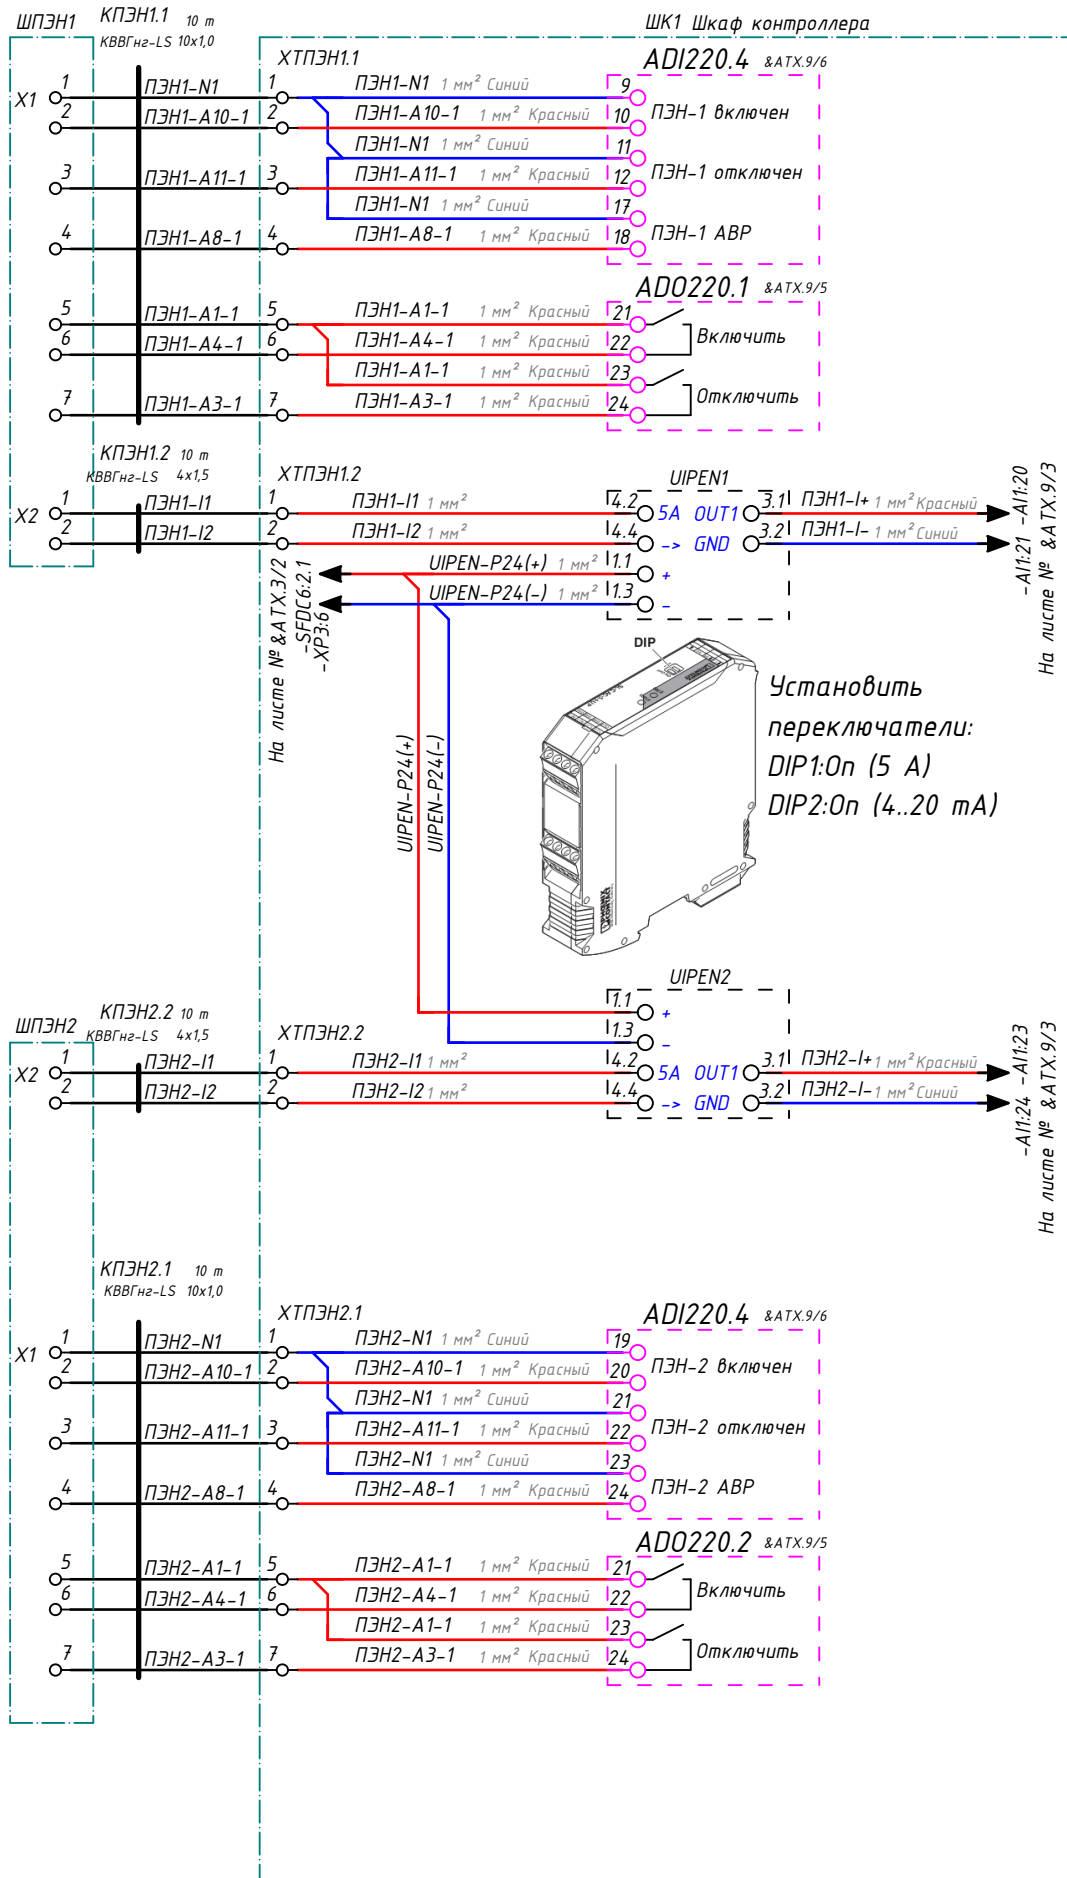 ШПЭН1
КПЭН1.1 10 m
КВВГнг-LS 10x1,0
ШК1 Шкаф контроллера
ХТПЭН1.1
ADI220.4 &АТХ.9/6
X1
1 ПЭН1-N1 1 ПЭН1-N1 1 мм² Синий 9
2 ПЭН1-A10-1 2 ПЭН1-A10-1 1 мм² Красный 10
ПЭН-1 включен
ПЭН1-N1 1 мм² Синий 11
3 ПЭН1-A11-1 3 ПЭН1-A11-1 1 мм² Красный 12
ПЭН-1 отключен
ПЭН1-N1 1 мм² Синий 17
4 ПЭН1-A8-1 4 ПЭН1-A8-1 1 мм² Красный 18
ПЭН-1 АВР
ADO220.1 &АТХ.9/5
5 ПЭН1-A1-1 5 ПЭН1-A1-1 1 мм² Красный 21
6 ПЭН1-A4-1 6 ПЭН1-A4-1 1 мм² Красный 22
Включить
ПЭН1-A1-1 1 мм² Красный 23
7 ПЭН1-A3-1 7 ПЭН1-A3-1 1 мм² Красный 24
Отключить
КПЭН1.2 10 m
КВВГнг-LS 4x1,5
ХТПЭН1.2
UIPEN1
X2
1 ПЭН1-I1 1 ПЭН1-I1 1 мм² 4.2 5A OUT1 3.1 ПЭН1-I+ 1 мм² Красный
2 ПЭН1-I2 2 ПЭН1-I2 1 мм² 4.4 -> GND 3.2 ПЭН1-I- 1 мм² Синий
UIPEN-P24(+) 1 мм² 1.1 +
UIPEN-P24(-) 1 мм² 1.3 -
-AI1:20
-AI1:21
На листе № &АТХ.9/3
На листе № &АТХ.3/2
-SFDC6:2.1
-XP3:6
DIP
PHOENIX
CONTACT
Установить
переключатели:
DIP1:On (5 A)
DIP2:On (4..20 mA)
UIPEN-P24(+)
UIPEN-P24(-)
UIPEN2
1.1 +
1.3 -
ШПЭН2
КПЭН2.2 10 m
КВВГнг-LS 4x1,5
ХТПЭН2.2
X2
1 ПЭН2-I1 1 ПЭН2-I1 1 мм² 4.2 5A OUT1 3.1 ПЭН2-I+ 1 мм² Красный
2 ПЭН2-I2 2 ПЭН2-I2 1 мм² 4.4 -> GND 3.2 ПЭН2-I- 1 мм² Синий
-AI1:23
-AI1:24
На листе № &АТХ.9/3
КПЭН2.1 10 m
КВВГнг-LS 10x1,0
ХТПЭН2.1
ADI220.4 &АТХ.9/6
X1
1 ПЭН2-N1 1 ПЭН2-N1 1 мм² Синий 19
2 ПЭН2-A10-1 2 ПЭН2-A10-1 1 мм² Красный 20
ПЭН-2 включен
ПЭН2-N1 1 мм² Синий 21
3 ПЭН2-A11-1 3 ПЭН2-A11-1 1 мм² Красный 22
ПЭН-2 отключен
ПЭН2-N1 1 мм² Синий 23
4 ПЭН2-A8-1 4 ПЭН2-A8-1 1 мм² Красный 24
ПЭН-2 АВР
ADO220.2 &АТХ.9/5
5 ПЭН2-A1-1 5 ПЭН2-A1-1 1 мм² Красный 21
6 ПЭН2-A4-1 6 ПЭН2-A4-1 1 мм² Красный 22
Включить
ПЭН2-A1-1 1 мм² Красный 23
7 ПЭН2-A3-1 7 ПЭН2-A3-1 1 мм² Красный 24
Отключить